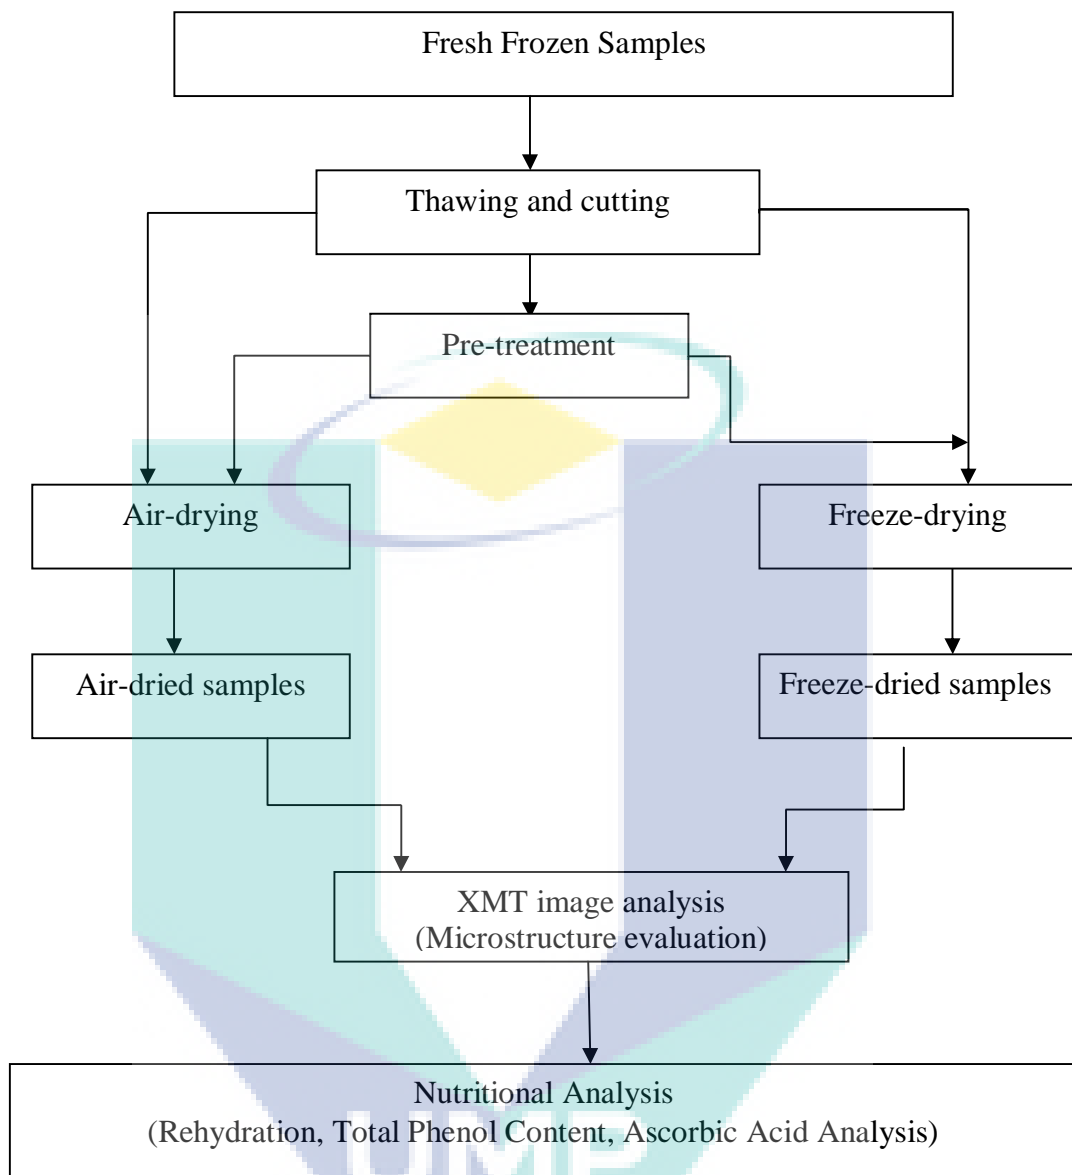 Fresh Frozen Samples
Thawing and cutting
Pre-treatment
Air-drying
Freeze-drying
Air-dried samples
Freeze-dried samples
XMT image analysis
(Microstructure evaluation)
Nutritional Analysis
(Rehydration, Total Phenol Content, Ascorbic Acid Analysis)
UMP